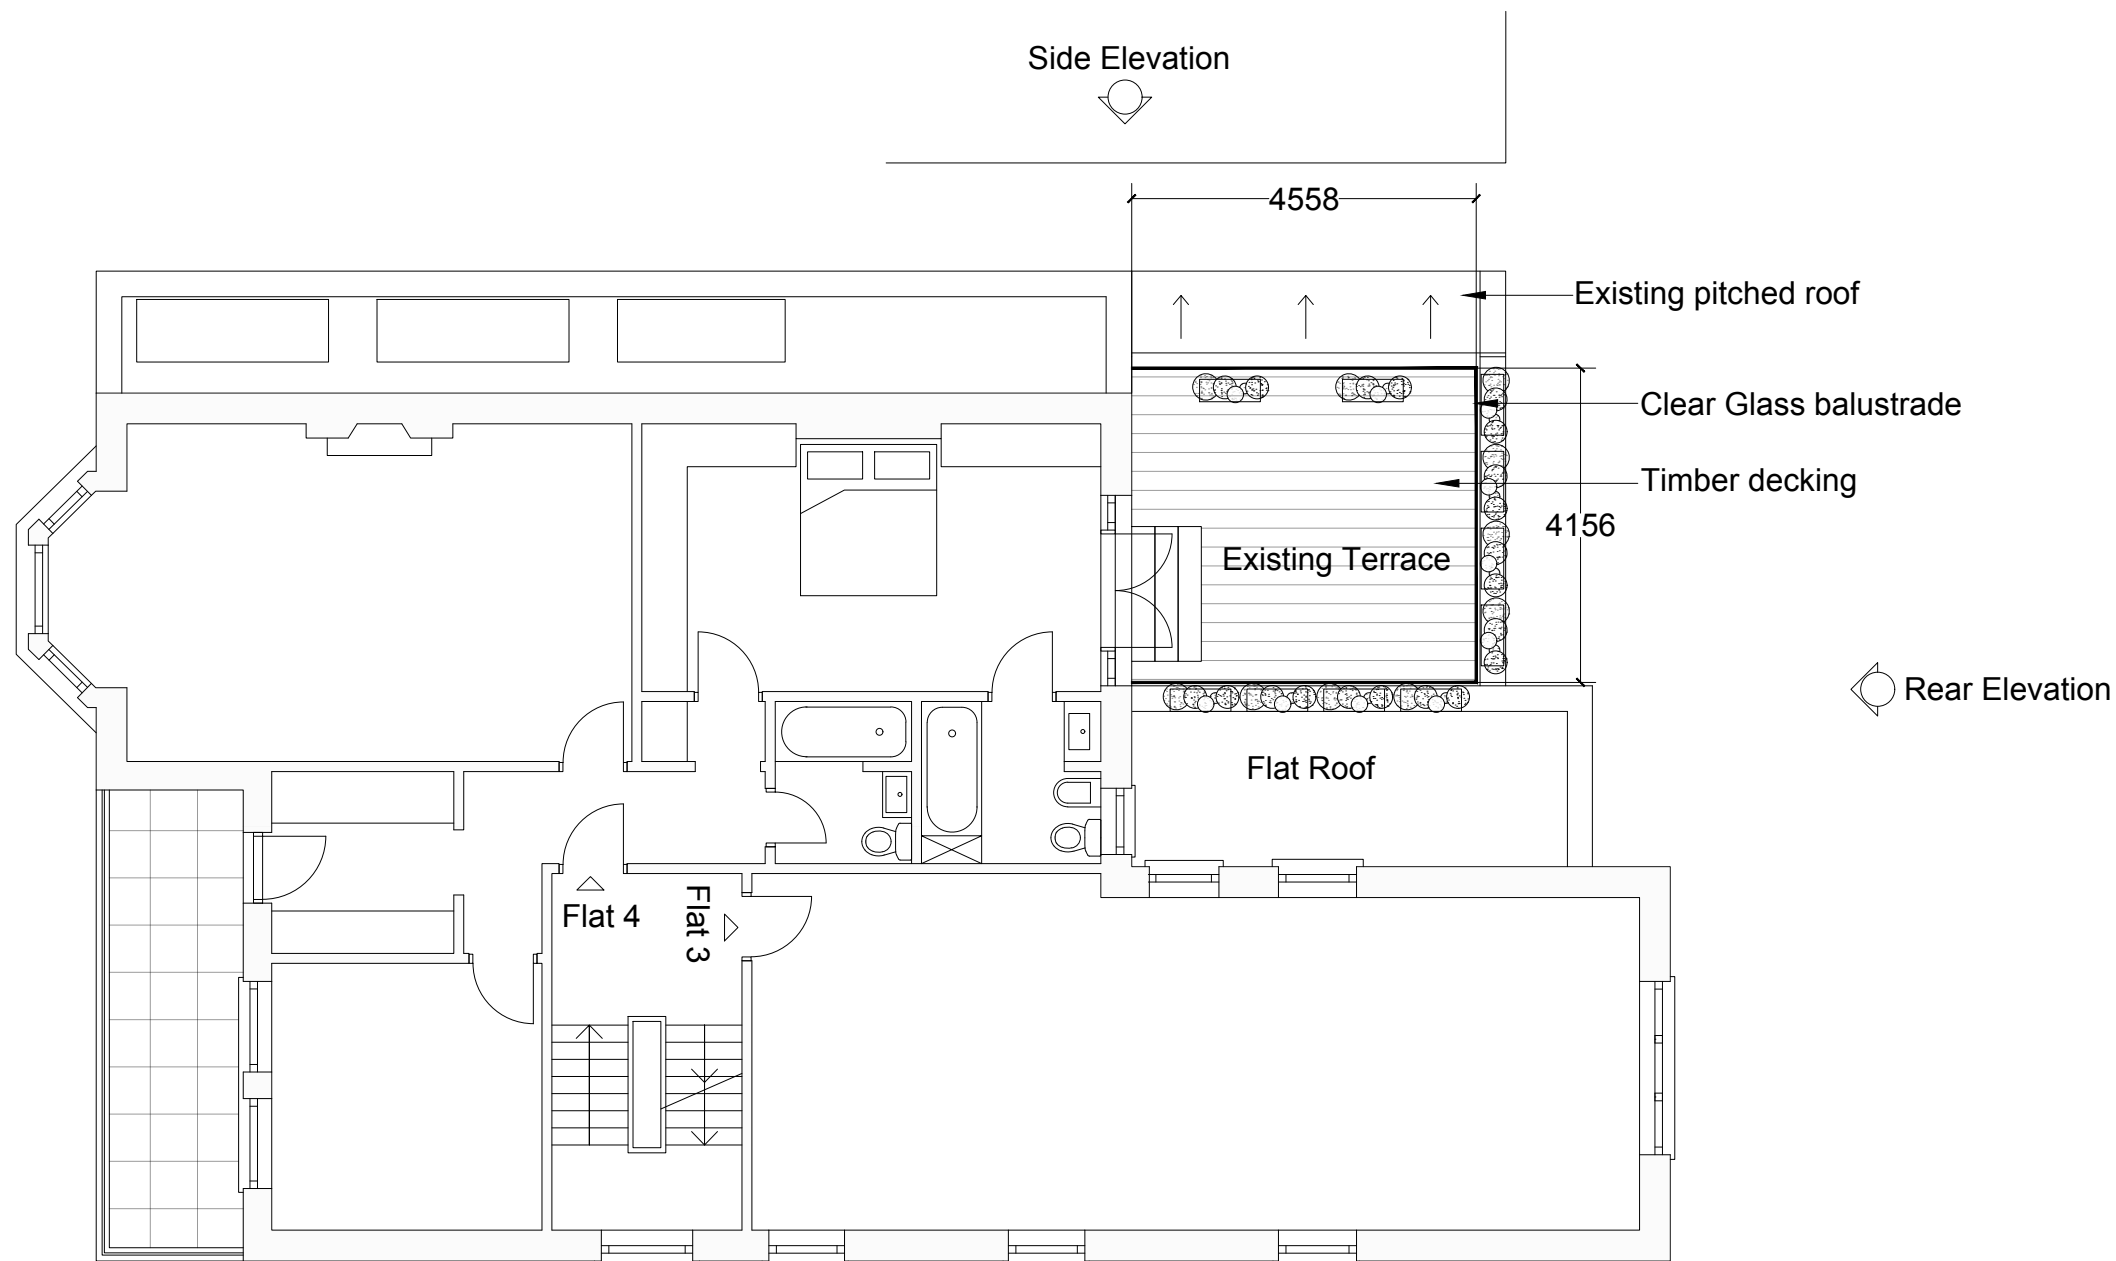 Side Elevation
4558
Existing pitched roof
Clear Glass balustrade
Timber decking
4156
Existing Terrace
Rear Elevation
Flat Roof
Flat 4
Flat 3